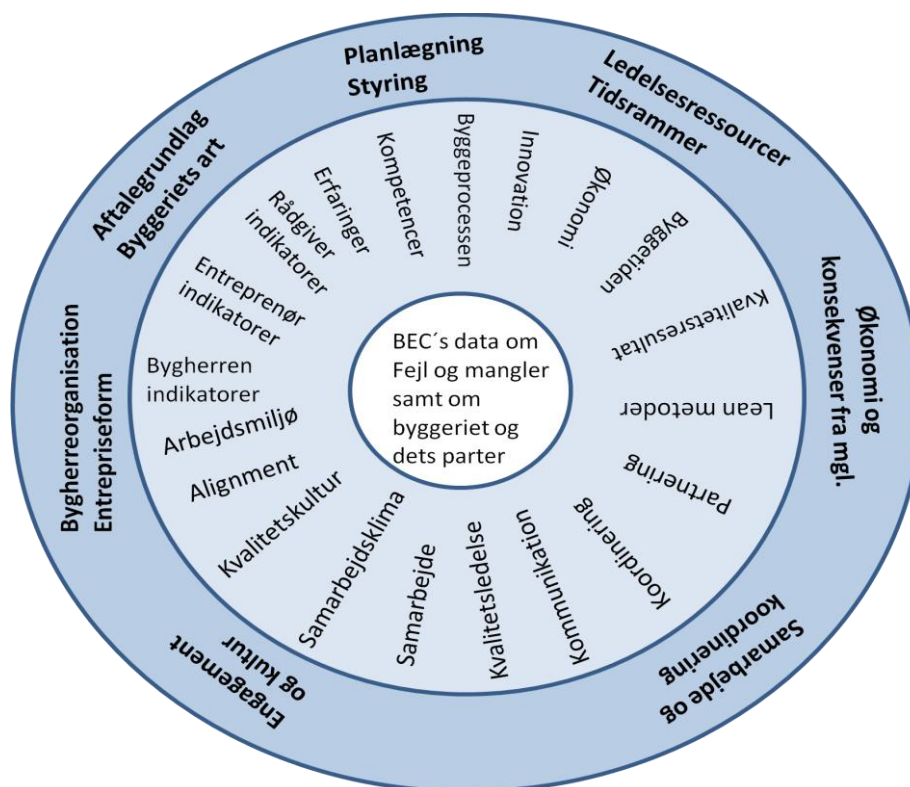 Planlægning
Styring
Ledelsesressourcer
Tidsrammer
Økonomi og
konsekvenser fra mgl.
Samarbejde og
koordinering
Engagement
og kultur
Bygherreorganisation
Entrepriseform
Aftalegrundlag
Byggeriets art
Byggeprocessen
Innovation
Økonomi
Byggetiden
Kvalitetsresultat
Lean metoder
Partnering
Koordinering
Kommunikation
Kvalitetsledelse
Samarbejde
Samarbejdsklima
Kvalitetskultur
Alignment
Arbejdsmiljø
Bygherren
indikatorer
Entreprenør
indikatorer
Rådgiver
indikatorer
Erfaringer
Kompetencer
BEC´s data om
Fejl og mangler
samt om
byggeriet og
dets parter